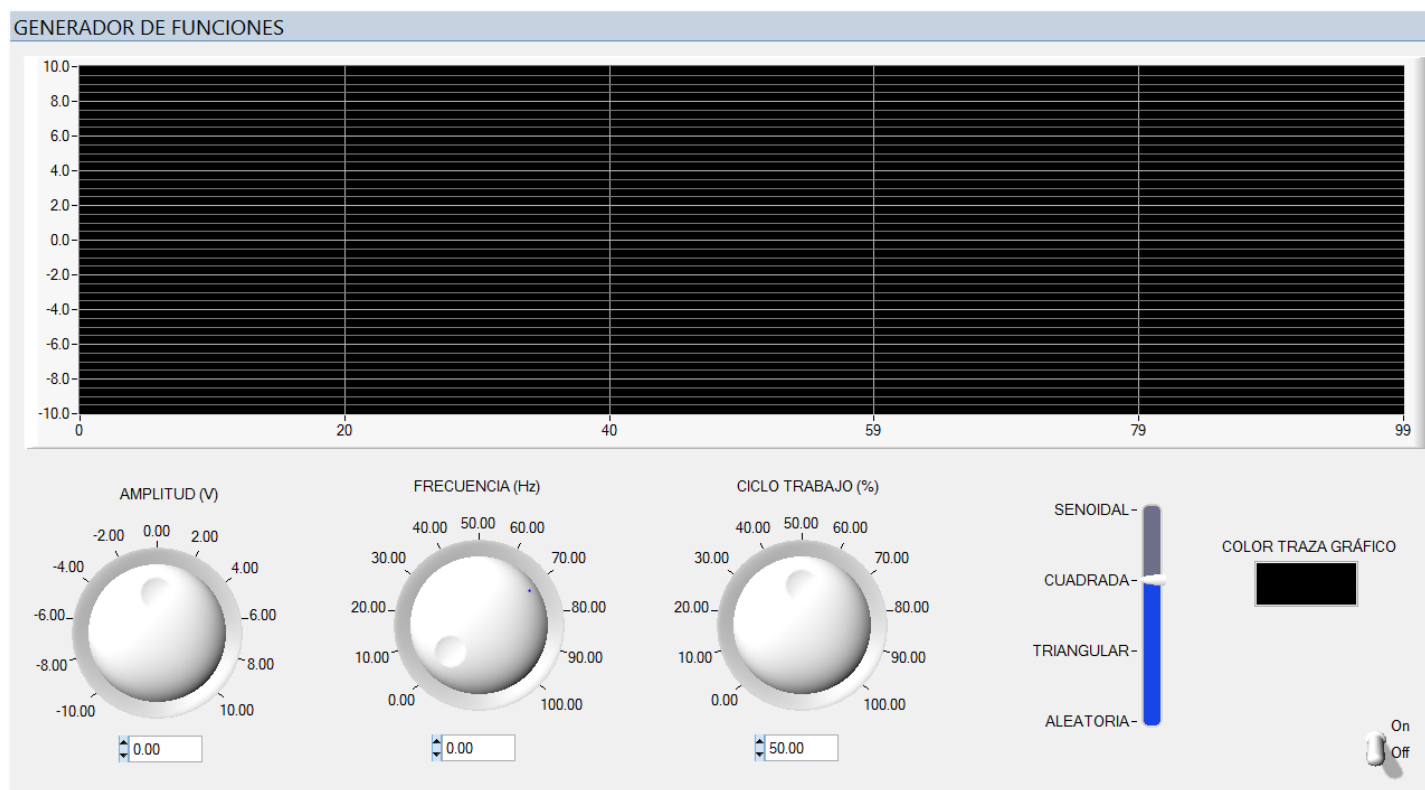 GENERADOR DE FUNCIONES
10.0
8.0
6.0
4.0
2.0
0.0
-2.0
-4.0
-6.0
-8.0
-10.0
0 20 40 59 79 99
AMPLITUD (V)
-10.00 -8.00 -6.00 -4.00 -2.00 0.00 2.00 4.00 6.00 8.00 10.00
0.00
FRECUENCIA (Hz)
0.00 10.00 20.00 30.00 40.00 50.00 60.00 70.00 80.00 90.00 100.00
0.00
CICLO TRABAJO (%)
0.00 10.00 20.00 30.00 40.00 50.00 60.00 70.00 80.00 90.00 100.00
50.00
SENOIDAL
CUADRADA
TRIANGULAR
ALEATORIA
COLOR TRAZA GRÁFICO
On
Off